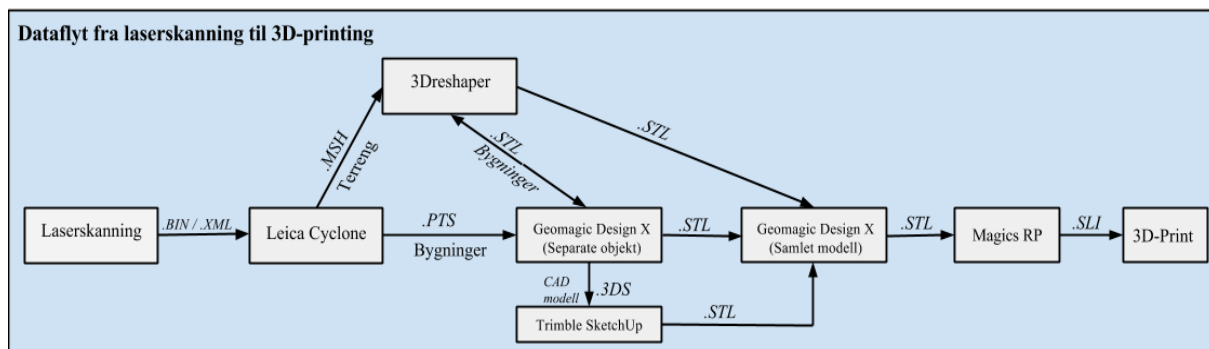 Dataflyt fra laserskanning til 3D-printing
3Dreshaper
.MSH
Terreng
.STL
Bygninger
.STL
Laserskanning
.BIN / .XML
Leica Cyclone
.PTS
Bygninger
Geomagic Design X
(Separate objekt)
.STL
Geomagic Design X
(Samlet modell)
.STL
Magics RP
.SLI
3D-Print
CAD
modell
.3DS
Trimble SketchUp
.STL